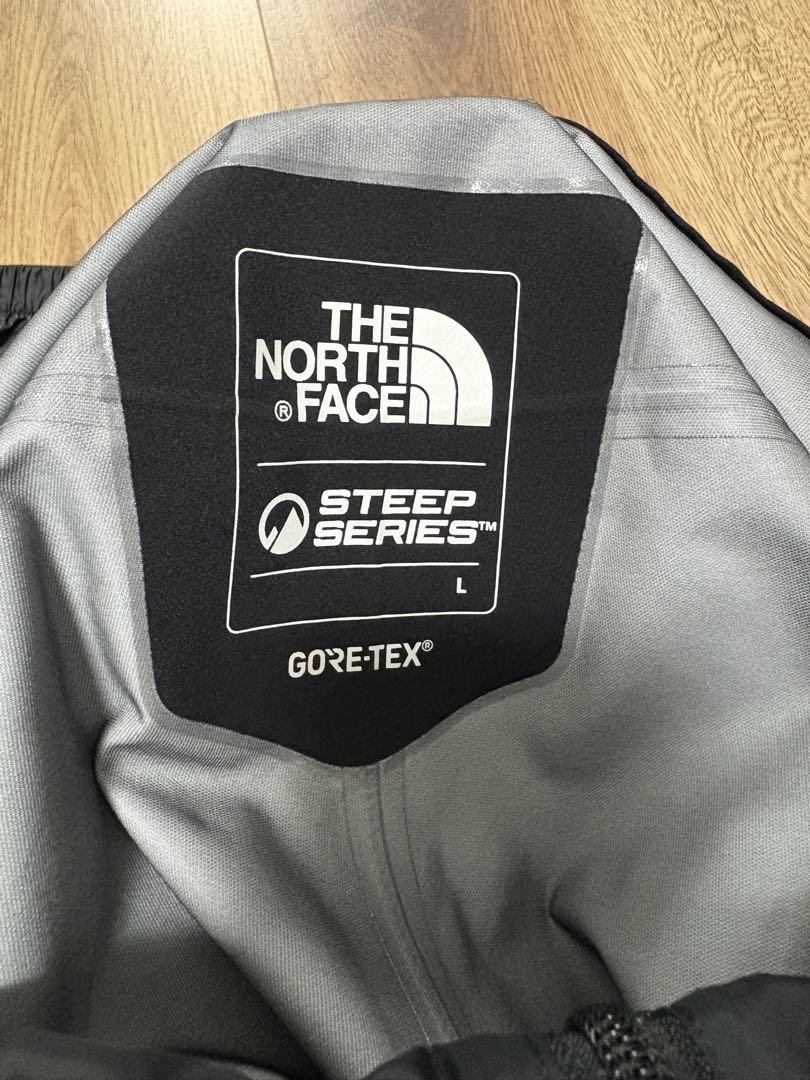 THE
NORTH
® FACE
STEEP
SERIES™
L
GORE-TEX®